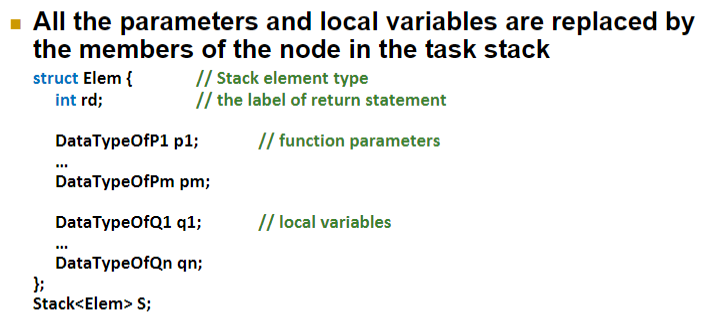 All the parameters and local variables are replaced by
the members of the node in the task stack
struct Elem { // Stack element type
int rd; // the label of return statement
DataTypeOfP1 p1; // function parameters
...
DataTypeOfPm pm;
DataTypeOfQ1 q1; // local variables
...
DataTypeOfQn qn;
};
Stack<Elem> S;